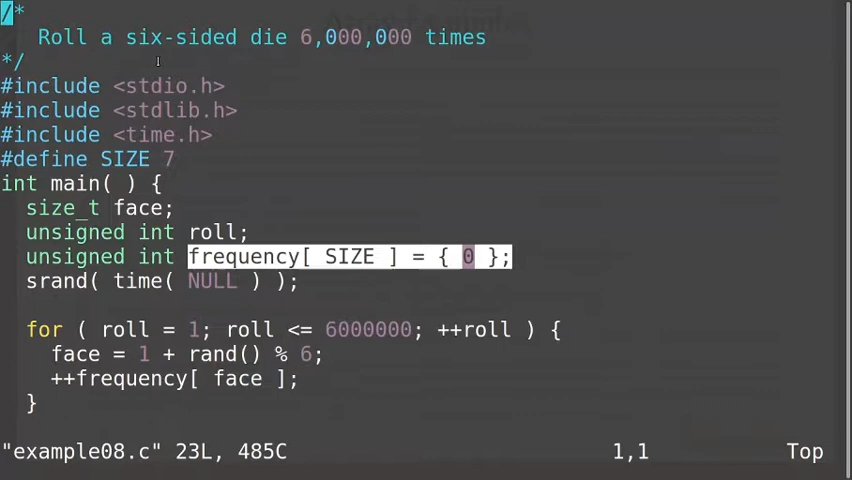 /*
   Roll a six-sided die 6,000,000 times
*/
#include <stdio.h>
#include <stdlib.h>
#include <time.h>
#define SIZE 7
int main( ) {
  size_t face;
  unsigned int roll;
  unsigned int frequency[ SIZE ] = { 0 };
  srand( time( NULL ) );
  for ( roll = 1; roll <= 6000000; ++roll ) {
    face = 1 + rand() % 6;
    ++frequency[ face ];
  }
"example08.c" 23L, 485C 1,1 Top